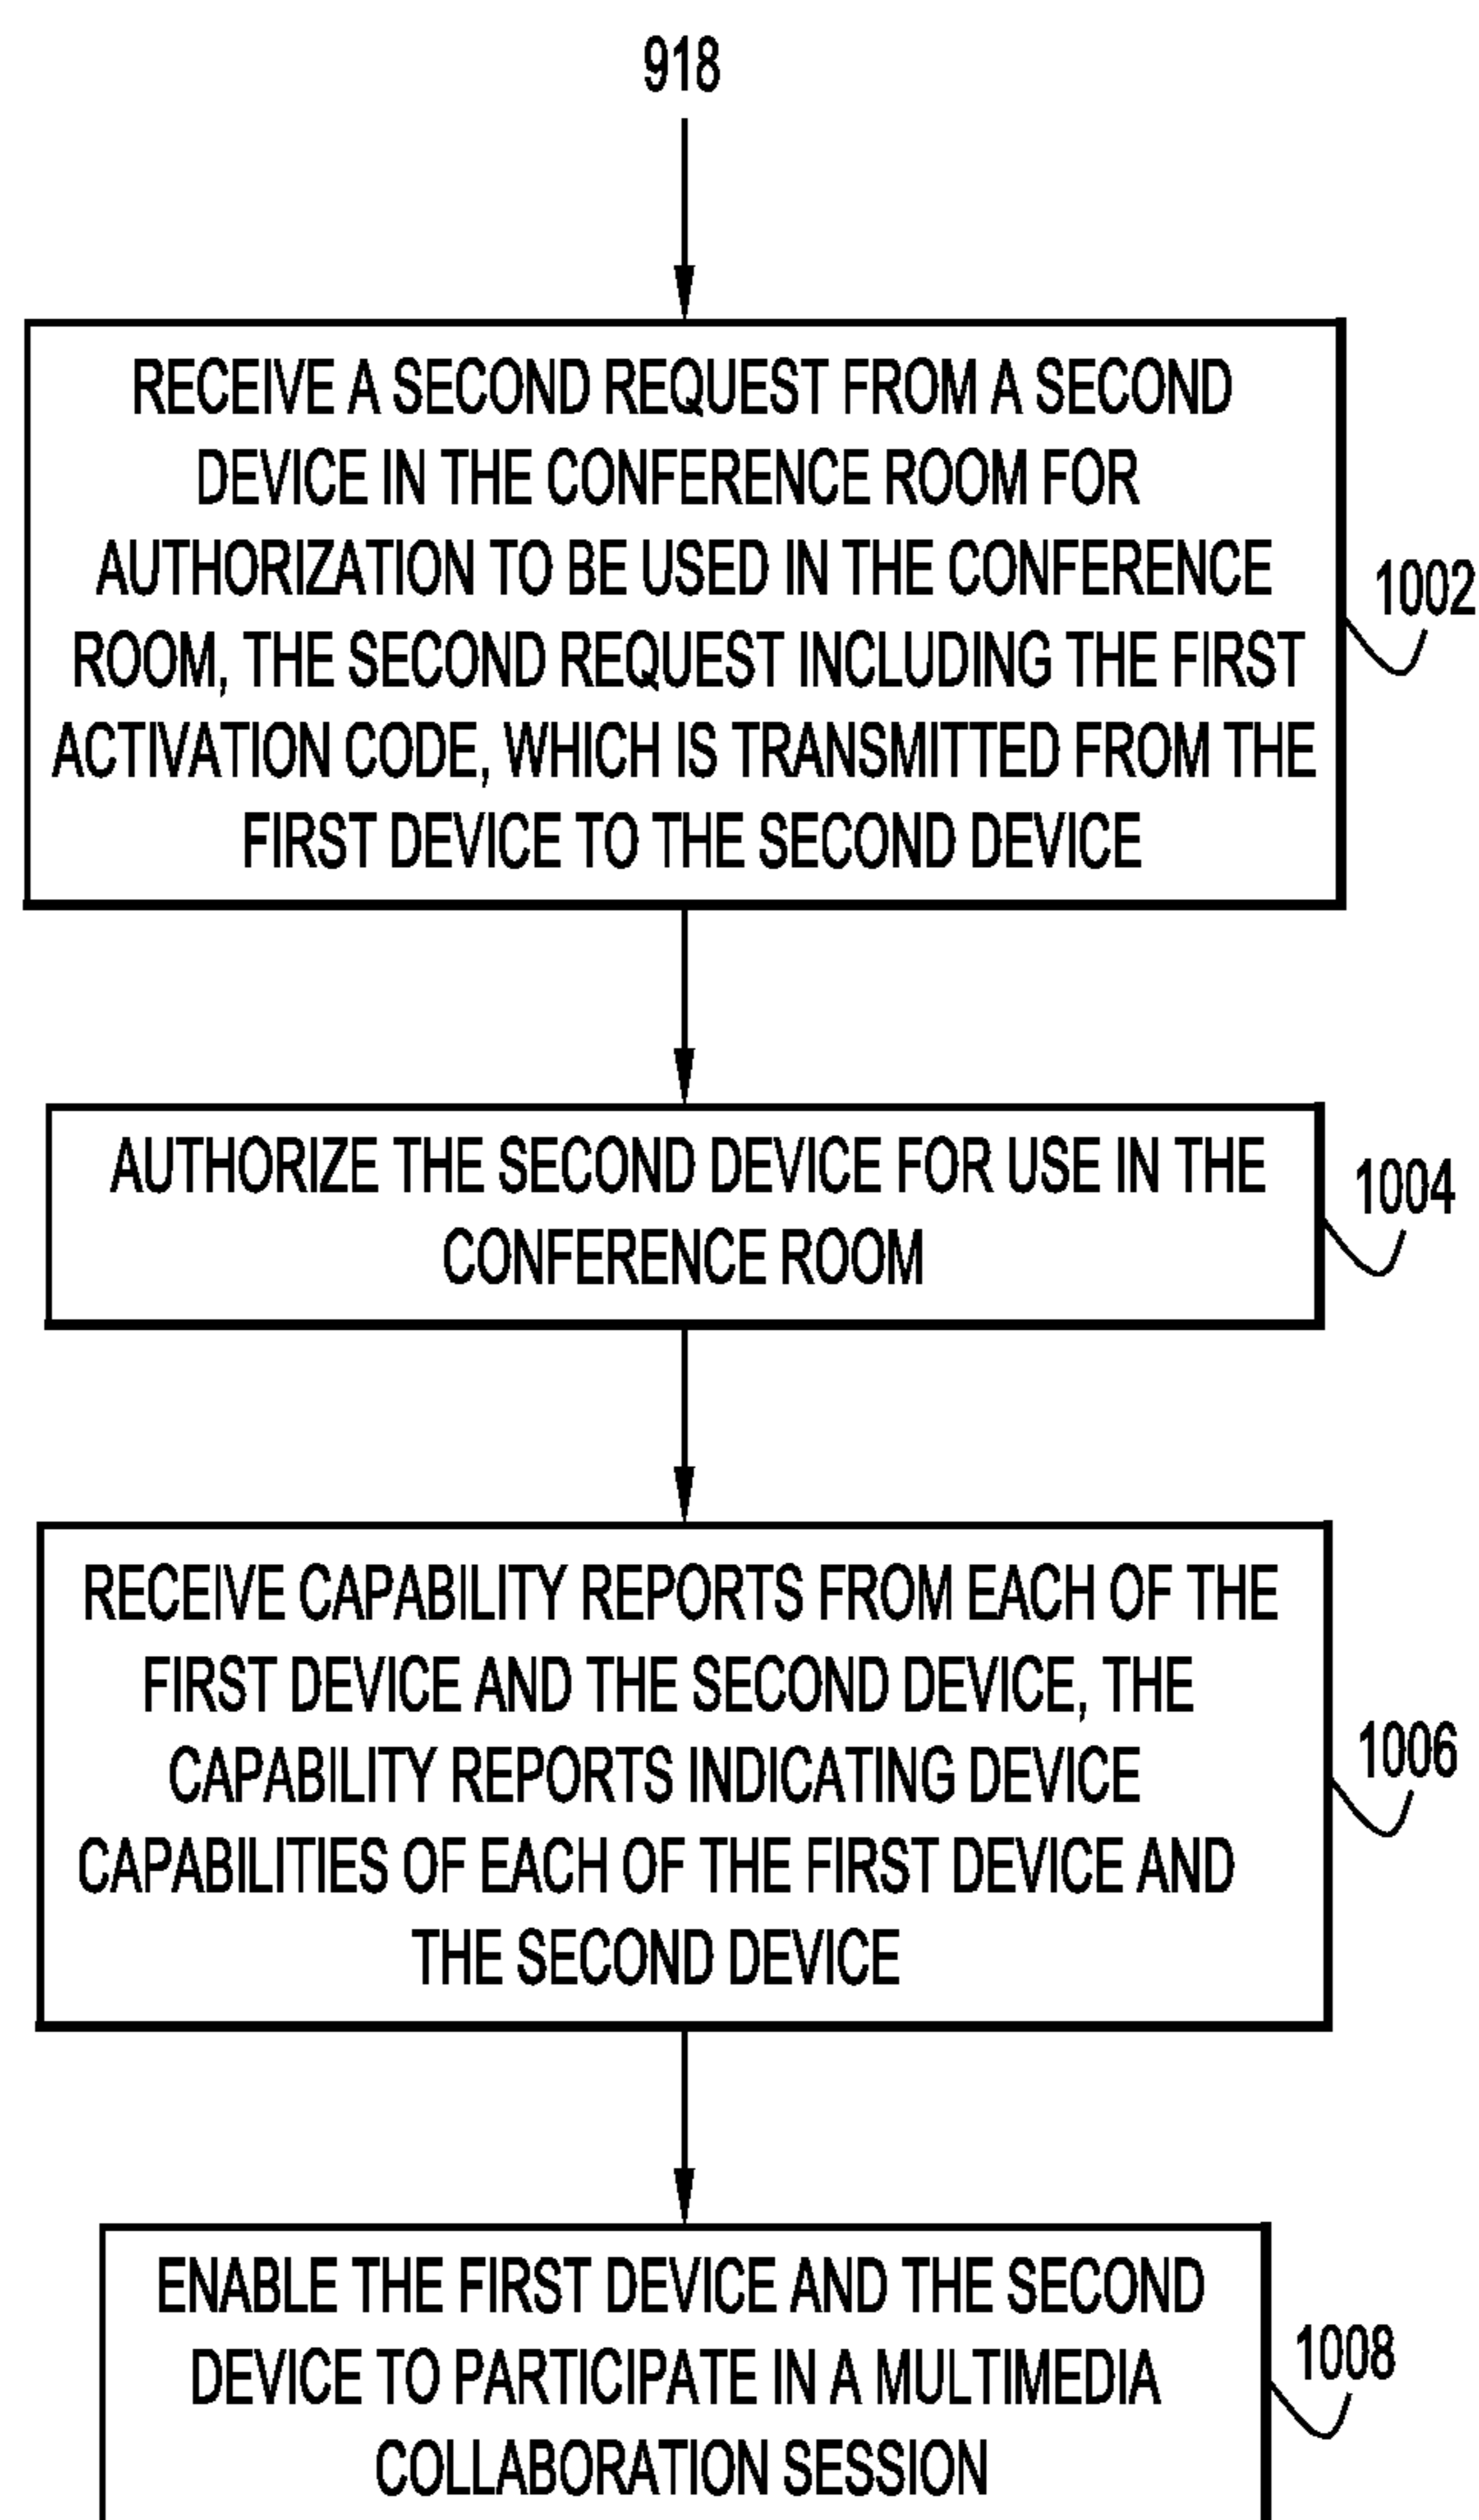 918
RECEIVE A SECOND REQUEST FROM A SECOND
DEVICE IN THE CONFERENCE ROOM FOR
AUTHORIZATION TO BE USED IN THE CONFERENCE
ROOM, THE SECOND REQUEST INCLUDING THE FIRST
ACTIVATION CODE, WHICH IS TRANSMITTED FROM THE
FIRST DEVICE TO THE SECOND DEVICE
1002
AUTHORIZE THE SECOND DEVICE FOR USE IN THE
CONFERENCE ROOM
1004
RECEIVE CAPABILITY REPORTS FROM EACH OF THE
FIRST DEVICE AND THE SECOND DEVICE, THE
CAPABILITY REPORTS INDICATING DEVICE
CAPABILITIES OF EACH OF THE FIRST DEVICE AND
THE SECOND DEVICE
1006
ENABLE THE FIRST DEVICE AND THE SECOND
DEVICE TO PARTICIPATE IN A MULTIMEDIA
COLLABORATION SESSION
1008